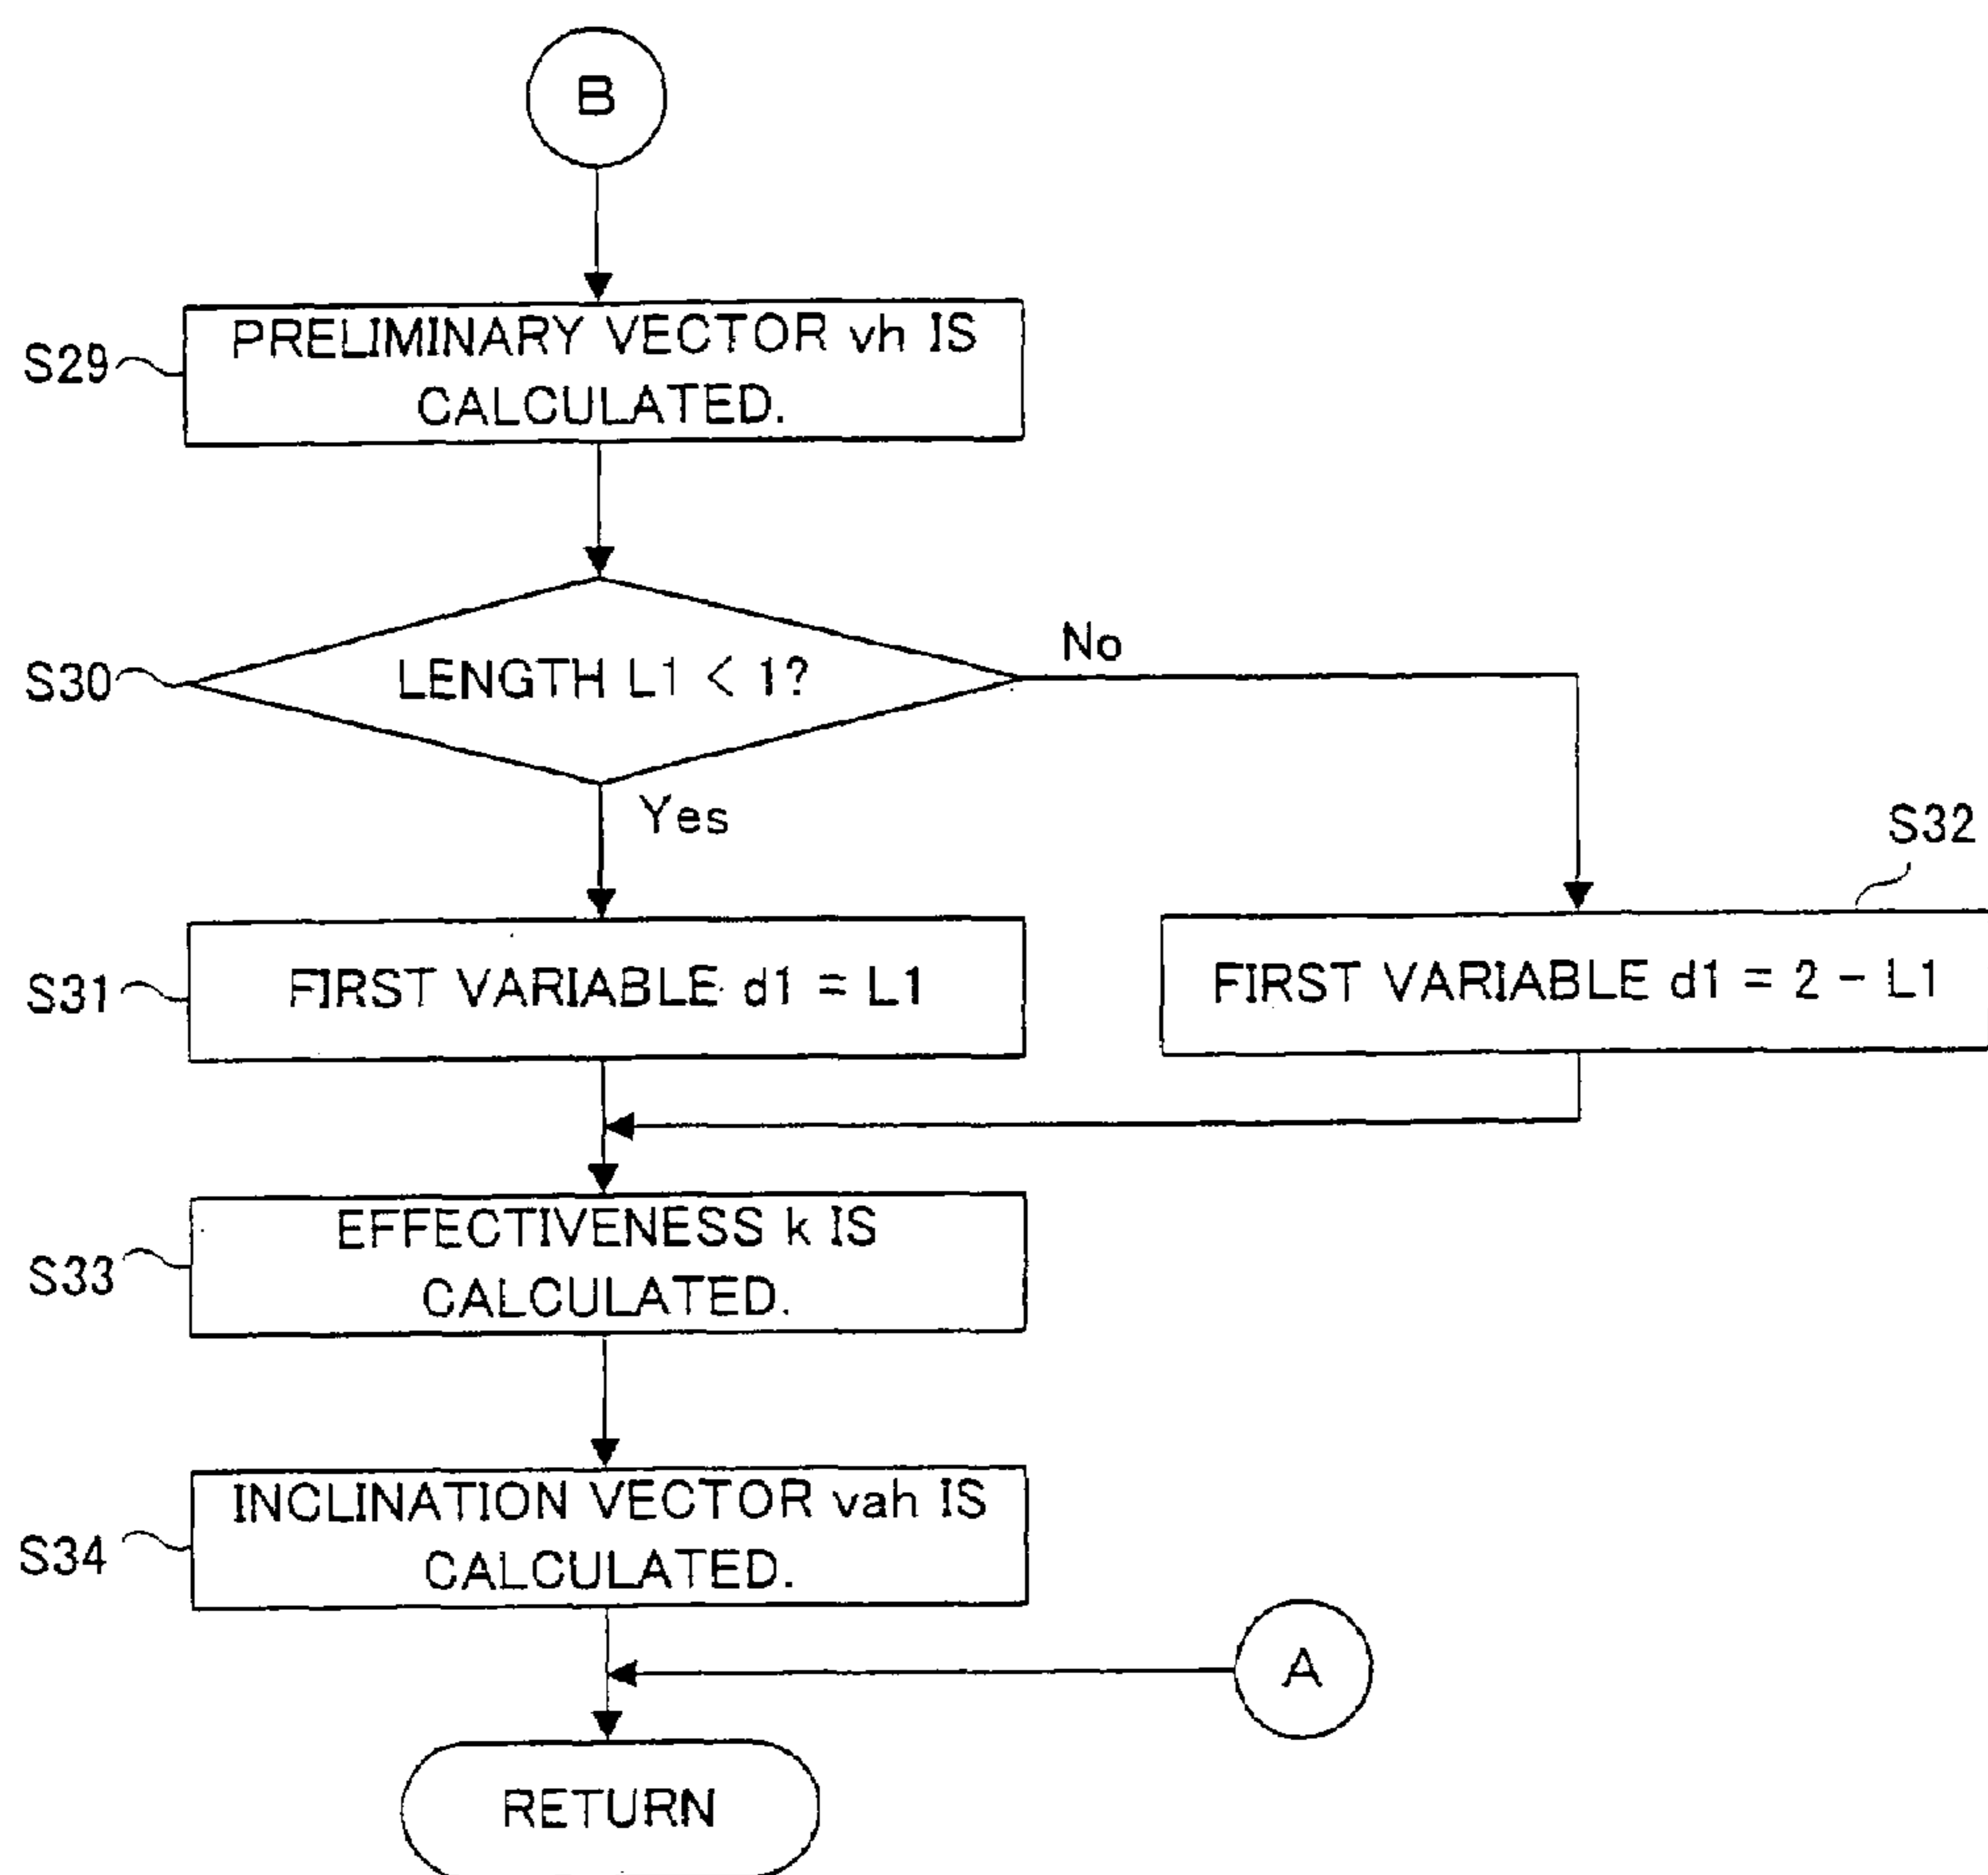 B
S29
PRELIMINARY VECTOR vh IS
CALCULATED.
S30
LENGTH L1 < 1?
No
Yes
S32
S31
FIRST VARIABLE d1 = L1
FIRST VARIABLE d1 = 2 - L1
S33
EFFECTIVENESS k IS
CALCULATED.
S34
INCLINATION VECTOR vah IS
CALCULATED.
A
RETURN